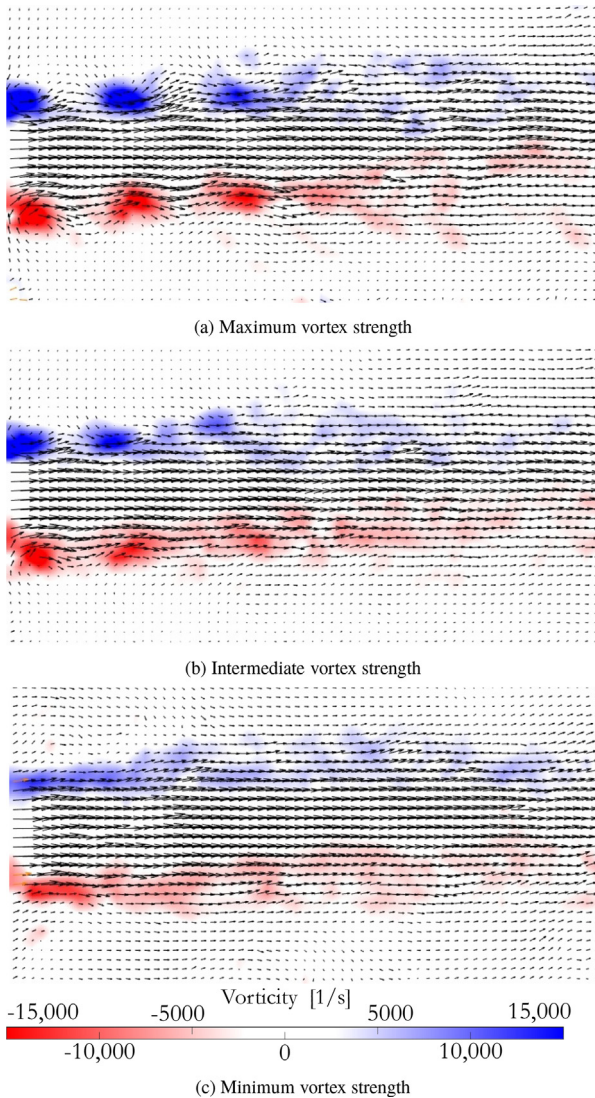 (a) Maximum vortex strength
(b) Intermediate vortex strength
Vorticity [1/s]
-15,000 -5000 5000 15,000
-10,000 0 10,000
(c) Minimum vortex strength